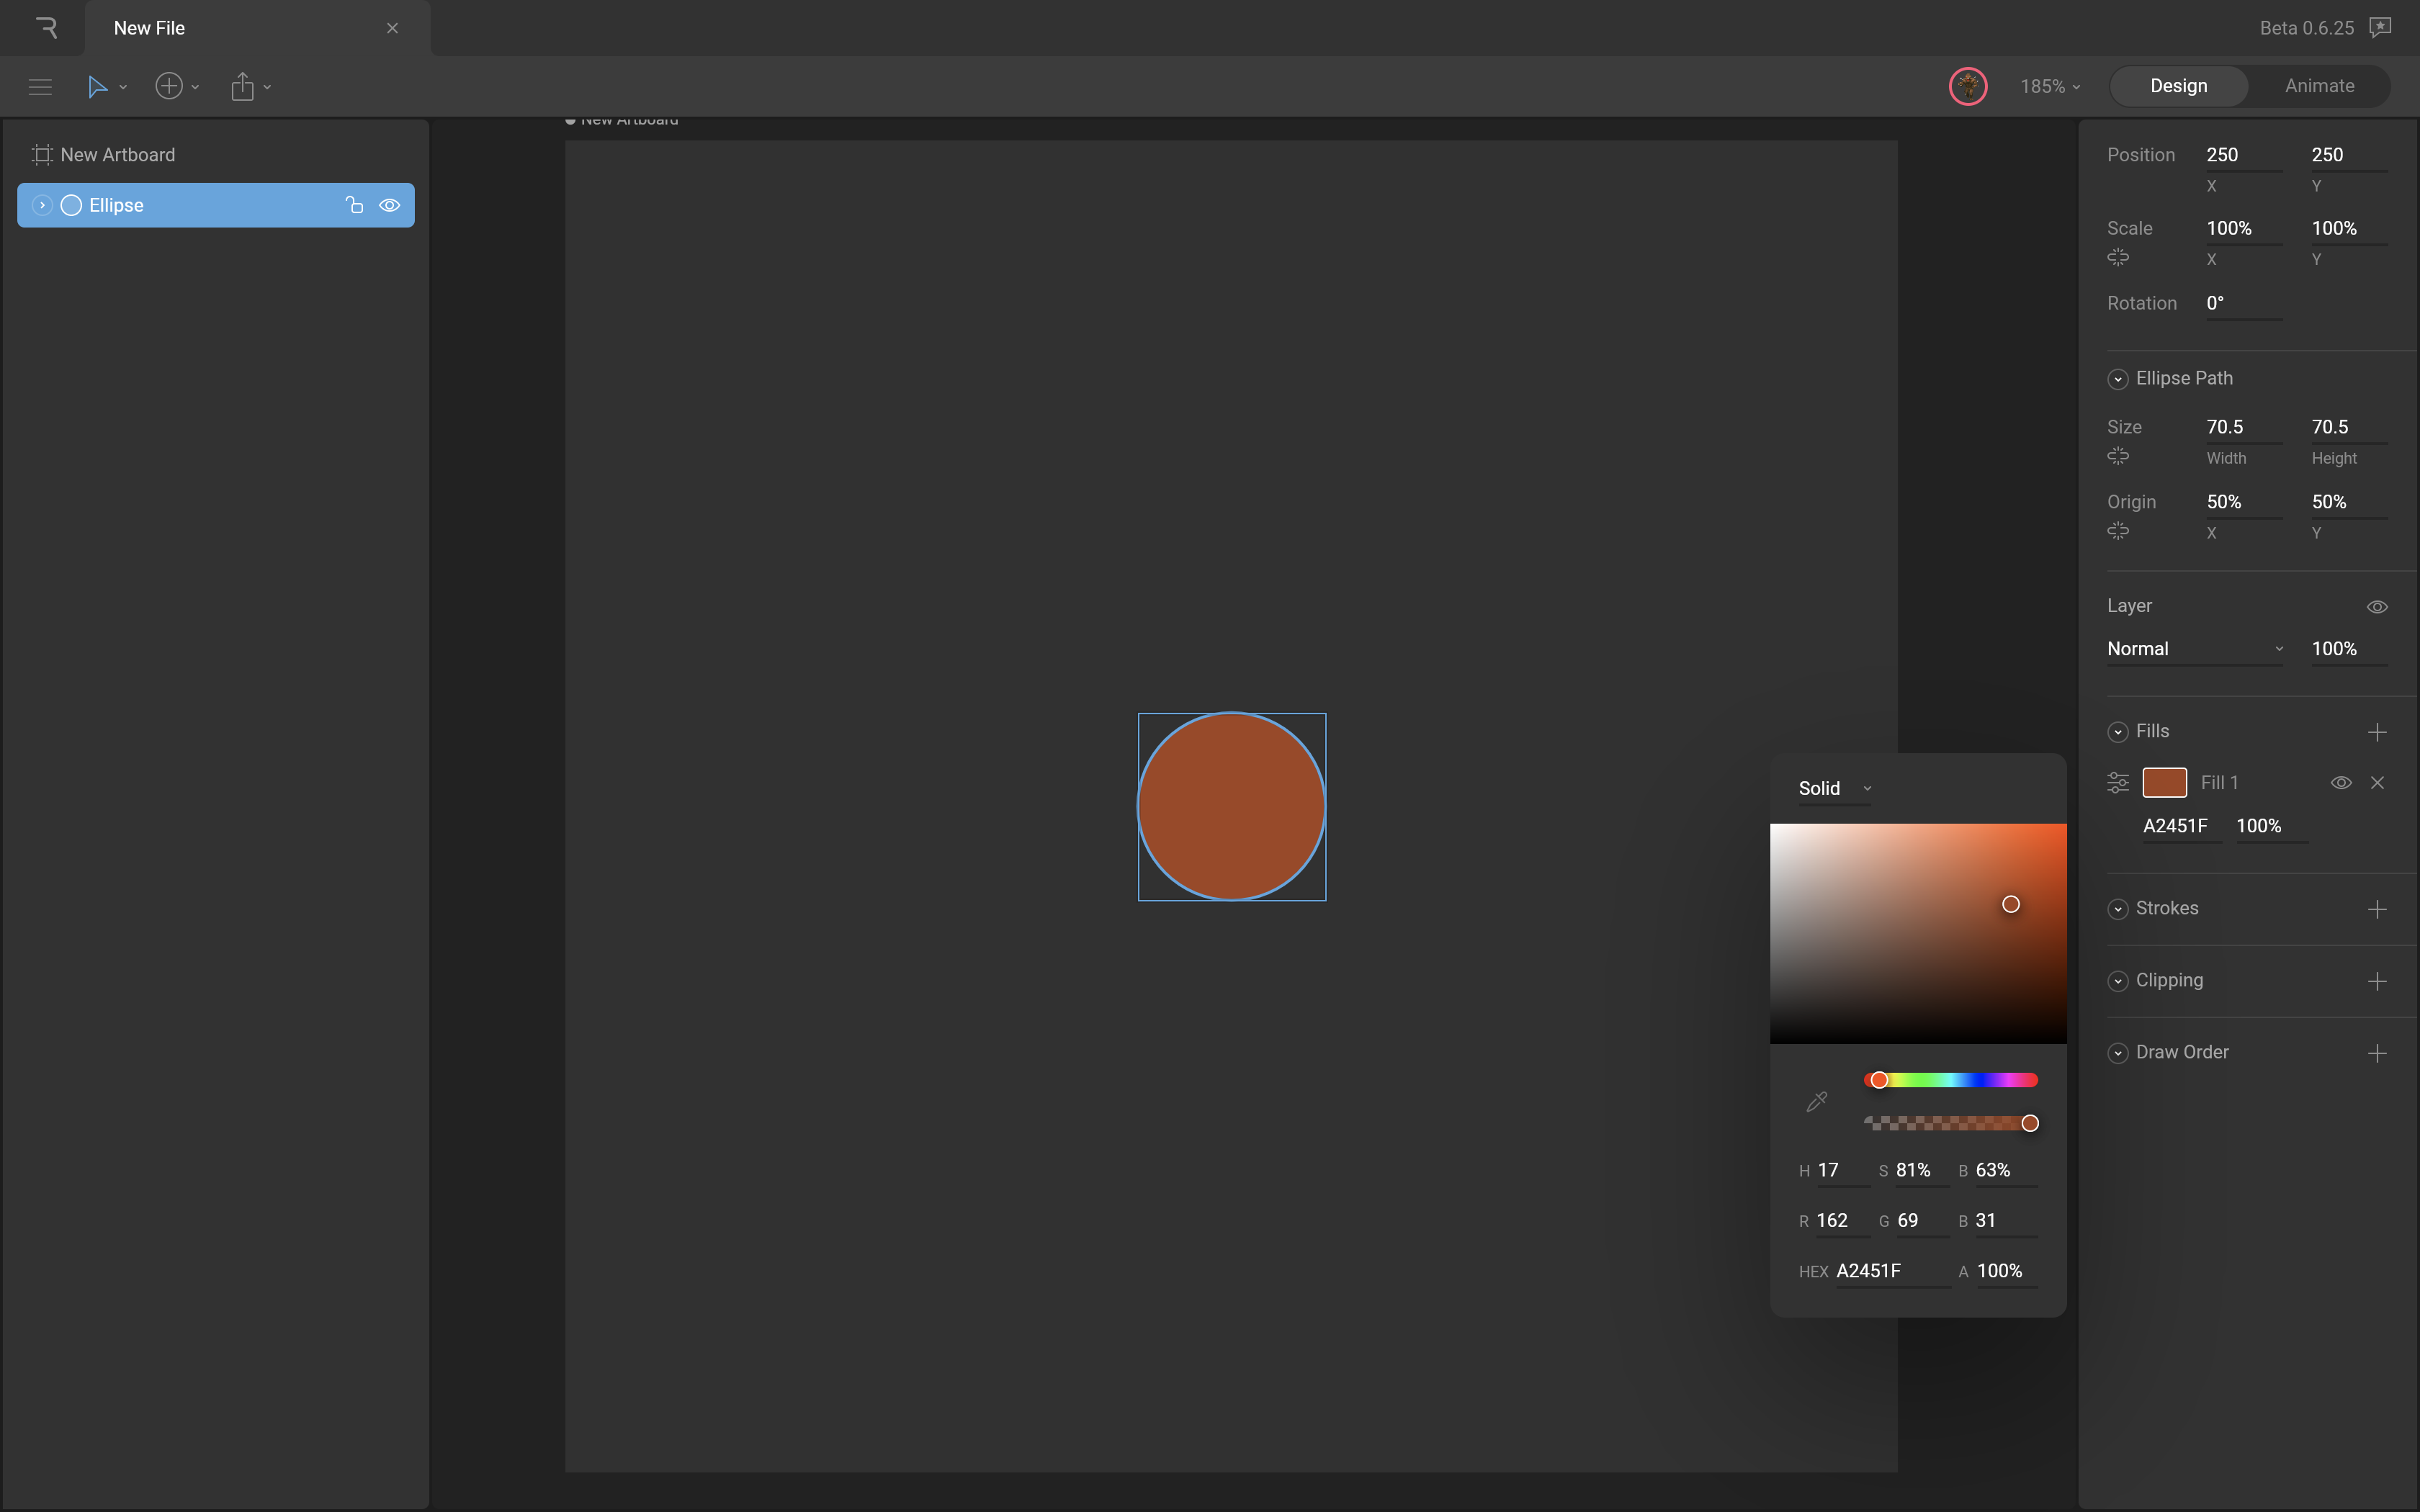 New File
Beta 0.6.25
185%
Design
Animate
New Artboard
New Artboard
Ellipse
Position 250 250
X Y
Scale 100% 100%
X Y
Rotation 0°
Ellipse Path
Size 70.5 70.5
Width Height
Origin 50% 50%
X Y
Layer
Normal 100%
Fills
Fill 1
A2451F 100%
Strokes
Clipping
Draw Order
Solid
H 17 S 81% B 63%
R 162 G 69 B 31
HEX A2451F A 100%